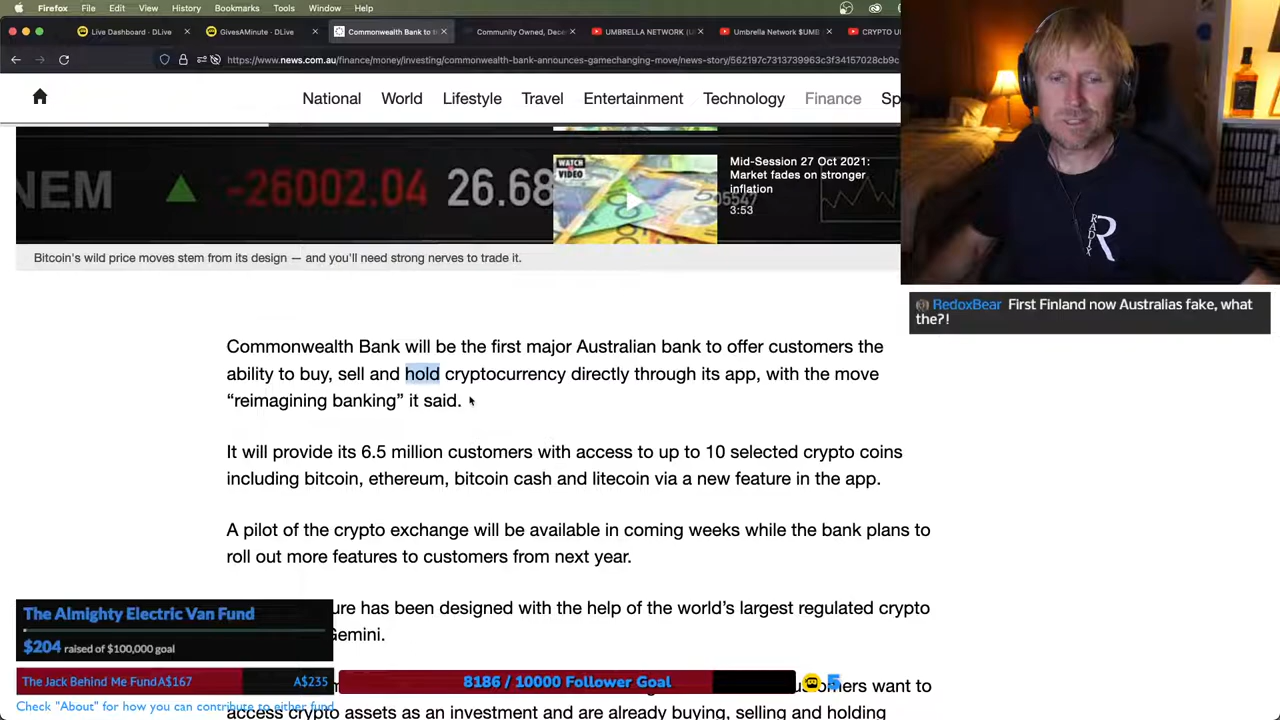 Firefox File Edit View History Bookmarks Tools Window Help
Live Dashboard · DLive
GivesAMinute · DLive
Commonwealth Bank to
Community Owned, Dec
UMBRELLA NETWORK (U
Umbrella Network $UMB
CRYPTO U
https://www.news.com.au/finance/money/investing/commonwealth-bank-announces-gamechanging-move/news-story/562197c7313739963c3f34157028cb9c
National World Lifestyle Travel Entertainment Technology Finance Sp
NEM -26002.04 26.68
WATCH VIDEO
Mid-Session 27 Oct 2021:
Market fades on stronger
inflation
3:53
Bitcoin's wild price moves stem from its design — and you'll need strong nerves to trade it.
RedoxBear First Finland now Australias fake, what
the?!
Commonwealth Bank will be the first major Australian bank to offer customers the
ability to buy, sell and hold cryptocurrency directly through its app, with the move
“reimagining banking” it said.
It will provide its 6.5 million customers with access to up to 10 selected crypto coins
including bitcoin, ethereum, bitcoin cash and litecoin via a new feature in the app.
A pilot of the crypto exchange will be available in coming weeks while the bank plans to
roll out more features to customers from next year.
ure has been designed with the help of the world’s largest regulated crypto
Gemini.
customers want to
access crypto assets as an investment and are already buying, selling and holding
The Almighty Electric Van Fund
$204 raised of $100,000 goal
The Jack Behind Me Fund A$167 A$235
8186 / 10000 Follower Goal
5
Check "About" for how you can contribute to either fund